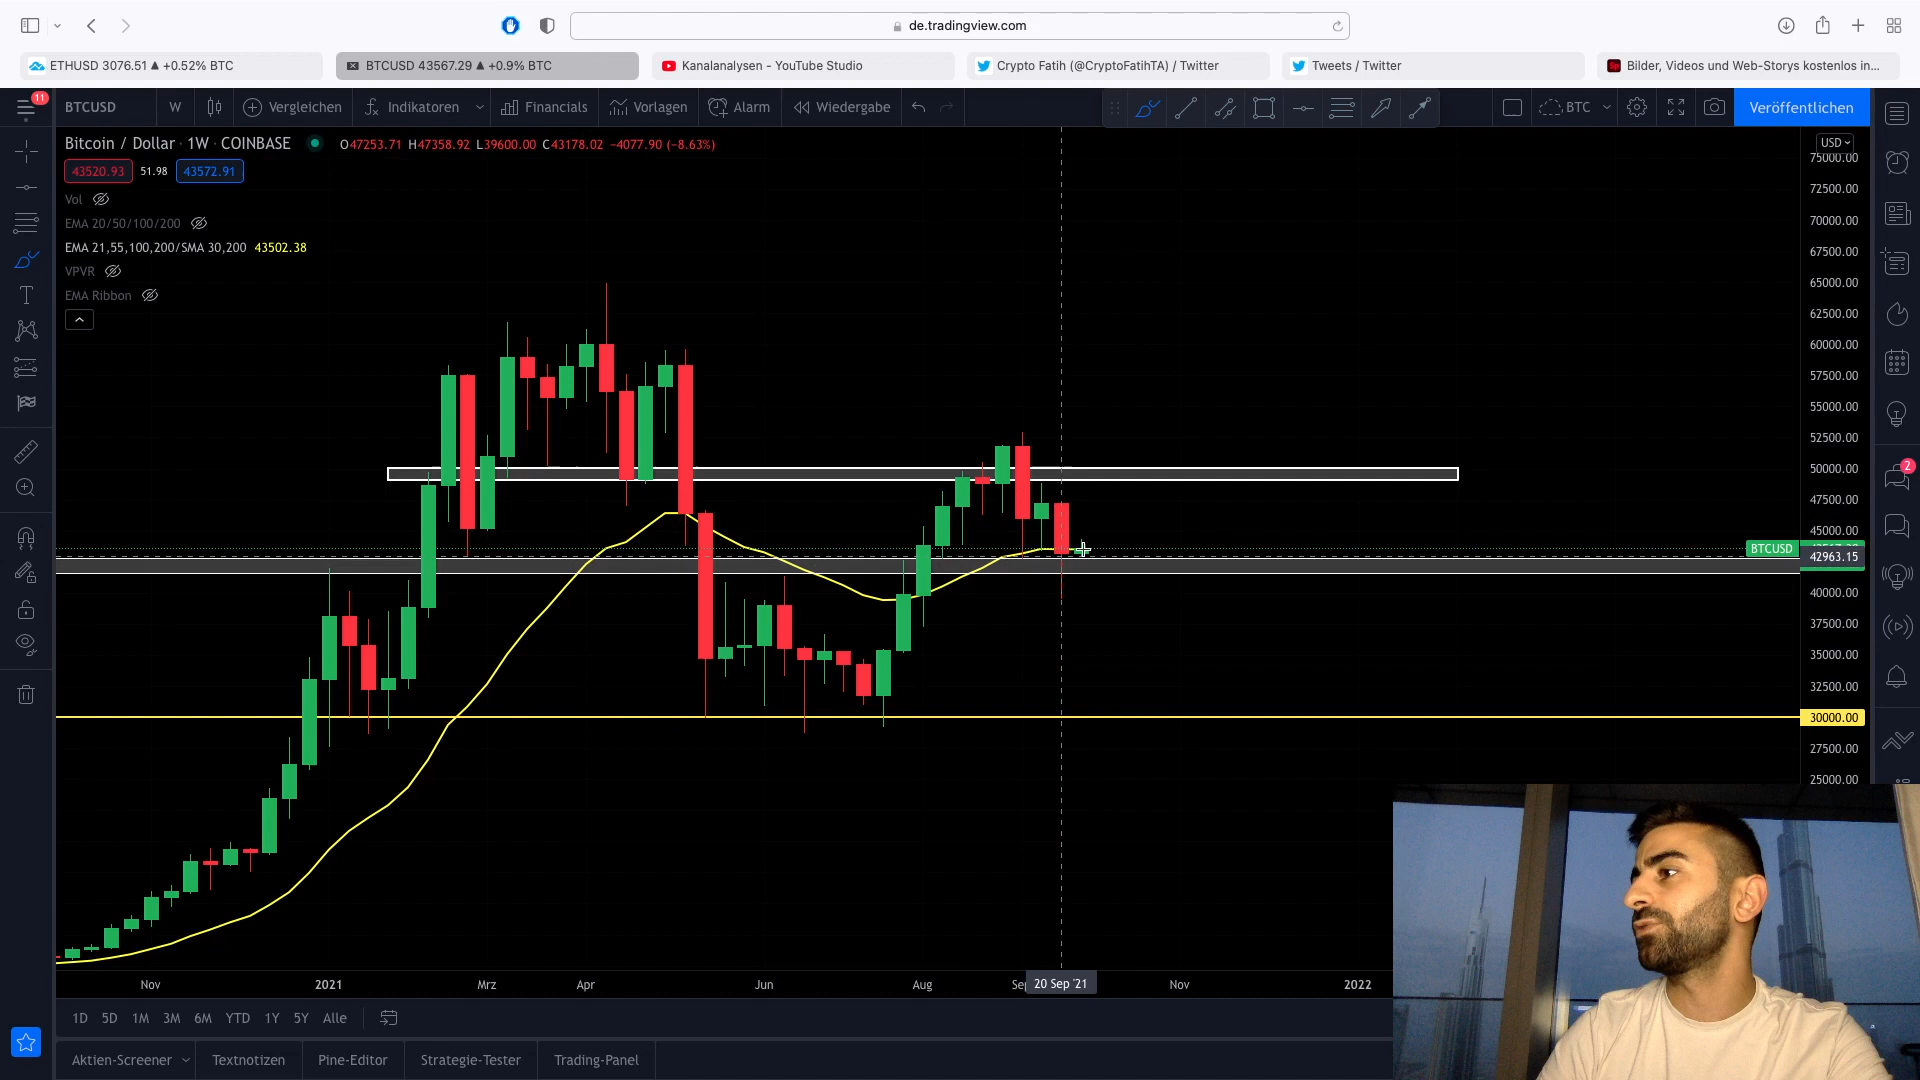 de.tradingview.com
ETHUSD 3076.51 ▲ +0.52% BTC
BTCUSD 43567.29 ▲ +0.9% BTC
Kanalanalysen - YouTube Studio
Crypto Fatih (@CryptoFatihTA) / Twitter
Tweets / Twitter
Bilder, Videos und Web-Storys kostenlos in...
11
BTCUSD
W
Vergleichen
Indikatoren
Financials
Vorlagen
Alarm
Wiedergabe
BTC
Veröffentlichen
Bitcoin / Dollar · 1W · COINBASE
O47253.71 H47358.92 L39600.00 C43178.02 −4077.90 (−8.63%)
43520.93 51.98 43572.91
Vol
EMA 20/50/100/200
EMA 21,55,100,200/SMA 30,200 43502.38
VPVR
EMA Ribbon
USD
75000.00
72500.00
70000.00
67500.00
65000.00
62500.00
60000.00
57500.00
55000.00
52500.00
50000.00
47500.00
45000.00
BTCUSD
42963.15
40000.00
37500.00
35000.00
32500.00
30000.00
27500.00
25000.00
2
Nov 2021 Mrz Apr Jun Aug 20 Sep '21 Nov 2022
1D 5D 1M 3M 6M YTD 1Y 5Y Alle
Aktien-Screener Textnotizen Pine-Editor Strategie-Tester Trading-Panel